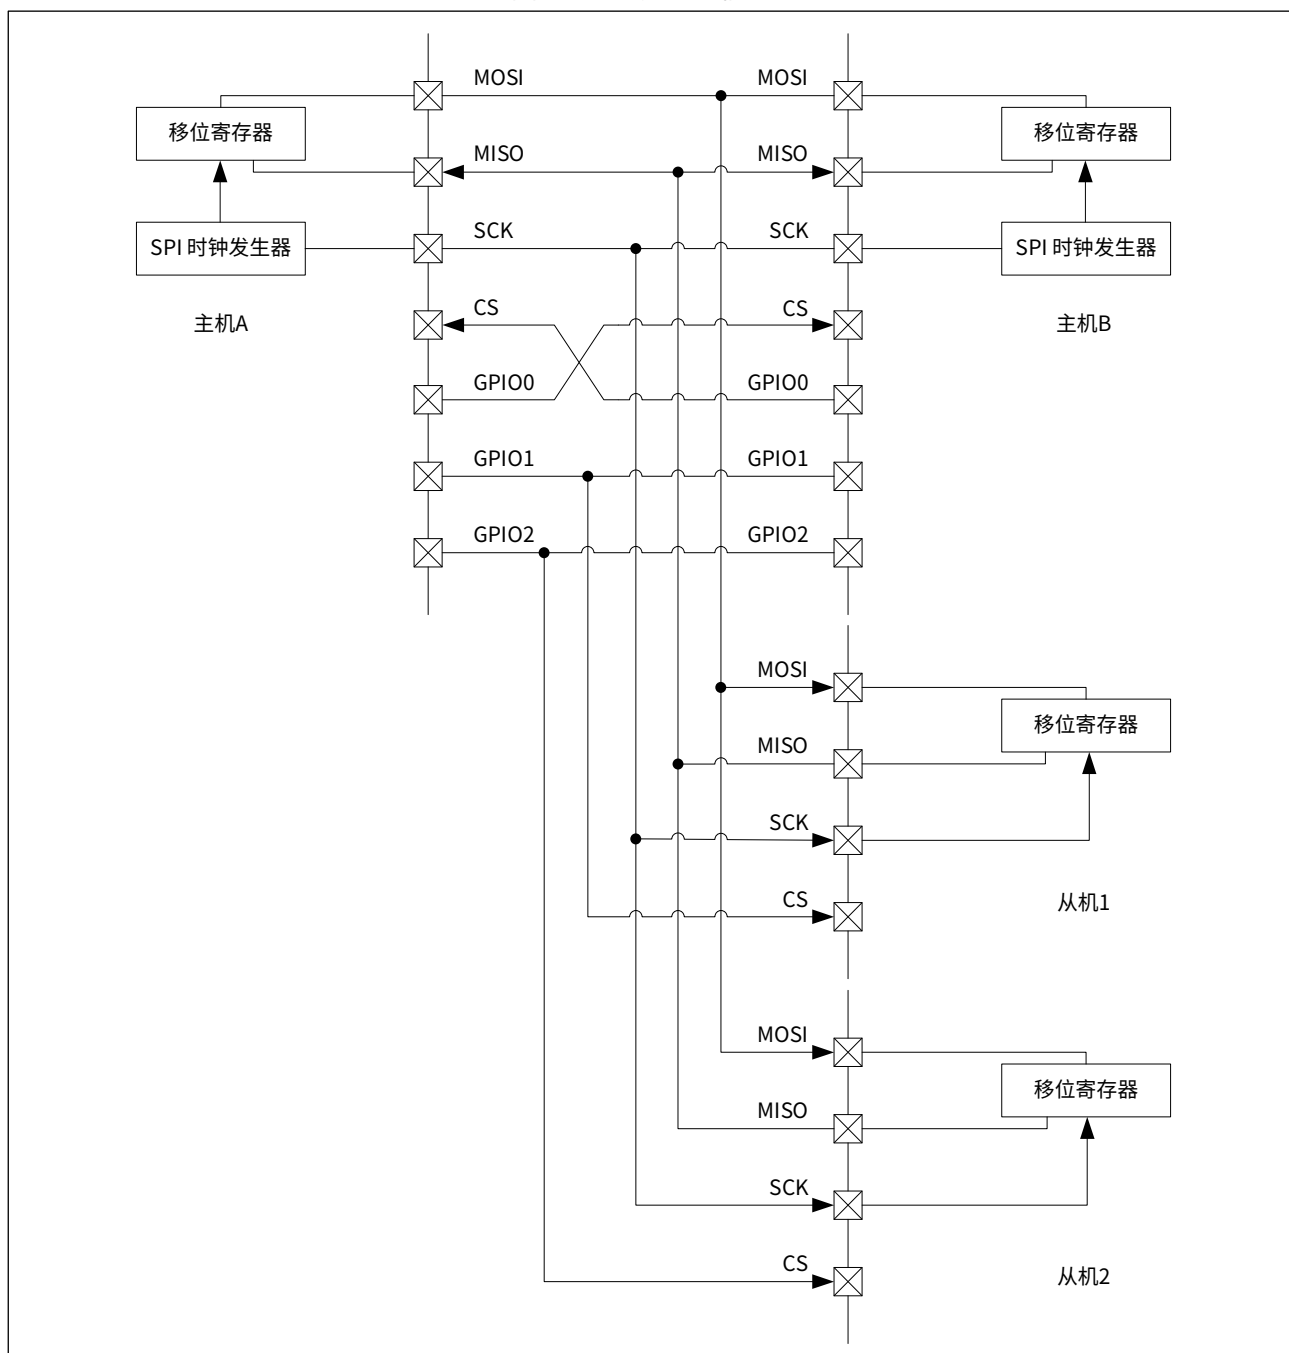 MOSI MOSI
移位寄存器 移位寄存器
MISO MISO
SCK SCK
SPI 时钟发生器 SPI 时钟发生器
CS CS
主机A 主机B
GPIO0 GPIO0
GPIO1 GPIO1
GPIO2 GPIO2
MOSI
移位寄存器
MISO
SCK
CS
从机1
MOSI
移位寄存器
MISO
SCK
CS
从机2